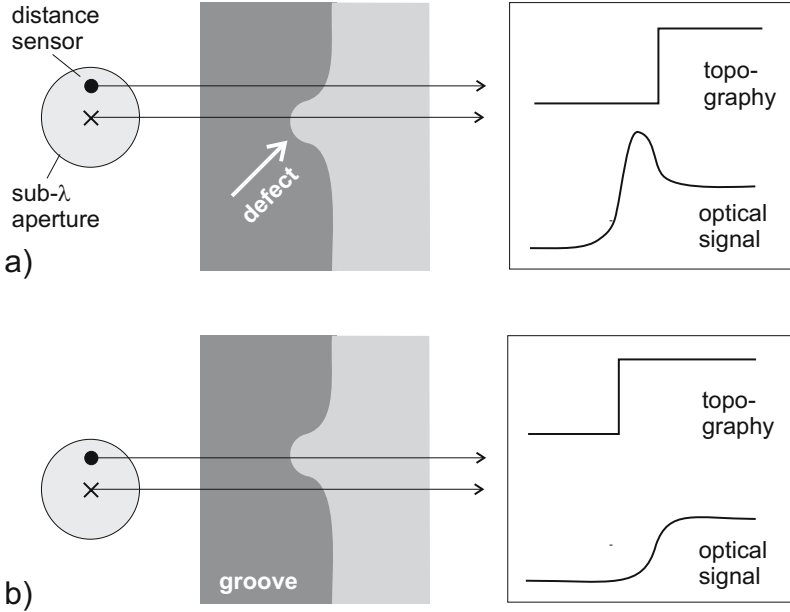 distance
sensor
sub-λ
aperture
defect
topo-
graphy
optical
signal
a)
topo-
graphy
optical
signal
groove
b)